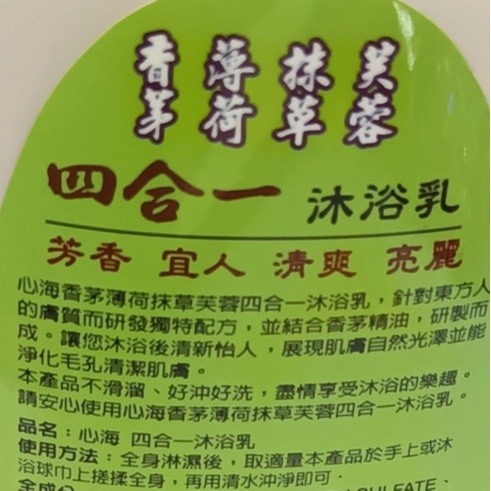 香茅 薄荷 抹草 芙蓉
四合一 沐浴乳
芳香 宜人 清爽 亮麗
心海香茅薄荷抹草芙蓉四合一沐浴乳，針對東方人
的膚質而研發獨特配方，並結合香茅精油，研製而
成。讓您沐浴後清新怡人，展現肌膚自然光澤並能
淨化毛孔清潔肌膚。
本產品不滑溜、好沖好洗，盡情享受沐浴的樂趣。
請安心使用心海香茅薄荷抹草芙蓉四合一沐浴乳。
品名：心海 四合一沐浴乳
使用方法：全身淋濕後，取適量本產品於手上或沐
浴球巾上搓揉全身，再用清水沖淨即可．
全成分